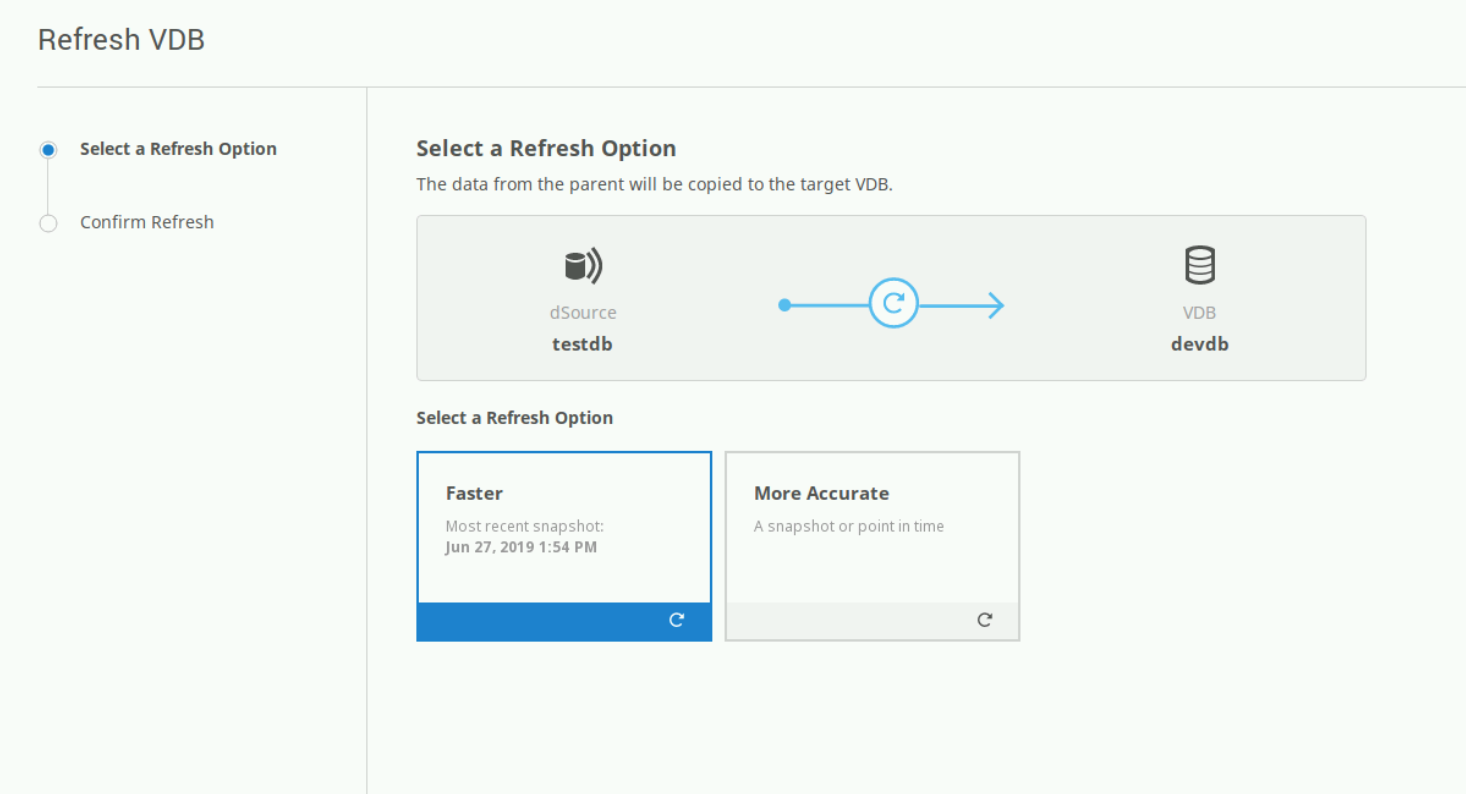 Refresh VDB
Select a Refresh Option
Confirm Refresh
Select a Refresh Option
The data from the parent will be copied to the target VDB.
dSource
testdb
VDB
devdb
Select a Refresh Option
Faster
Most recent snapshot:
Jun 27, 2019 1:54 PM
More Accurate
A snapshot or point in time